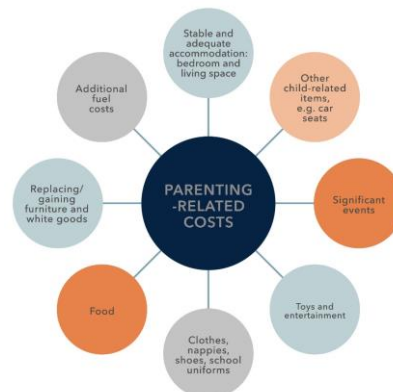 Stable and
adequate
accommodation:
bedroom and
living space
Other
child-related
items,
e.g. car
seats
Significant
events
Toys and
entertainment
Clothes,
nappies,
shoes, school
uniforms
Food
Replacing/
gaining
furniture and
white goods
Additional
fuel
costs
PARENTING
-RELATED
COSTS